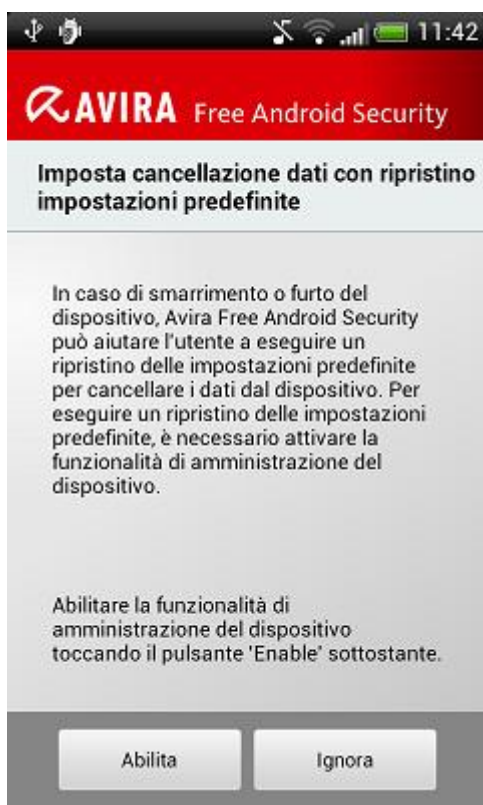 11:42
AVIRA Free Android Security
Imposta cancellazione dati con ripristino
impostazioni predefinite
In caso di smarrimento o furto del
dispositivo, Avira Free Android Security
può aiutare l'utente a eseguire un
ripristino delle impostazioni predefinite
per cancellare i dati dal dispositivo. Per
eseguire un ripristino delle impostazioni
predefinite, è necessario attivare la
funzionalità di amministrazione del
dispositivo.
Abilitare la funzionalità di
amministrazione del dispositivo
toccando il pulsante 'Enable' sottostante.
Abilita
Ignora